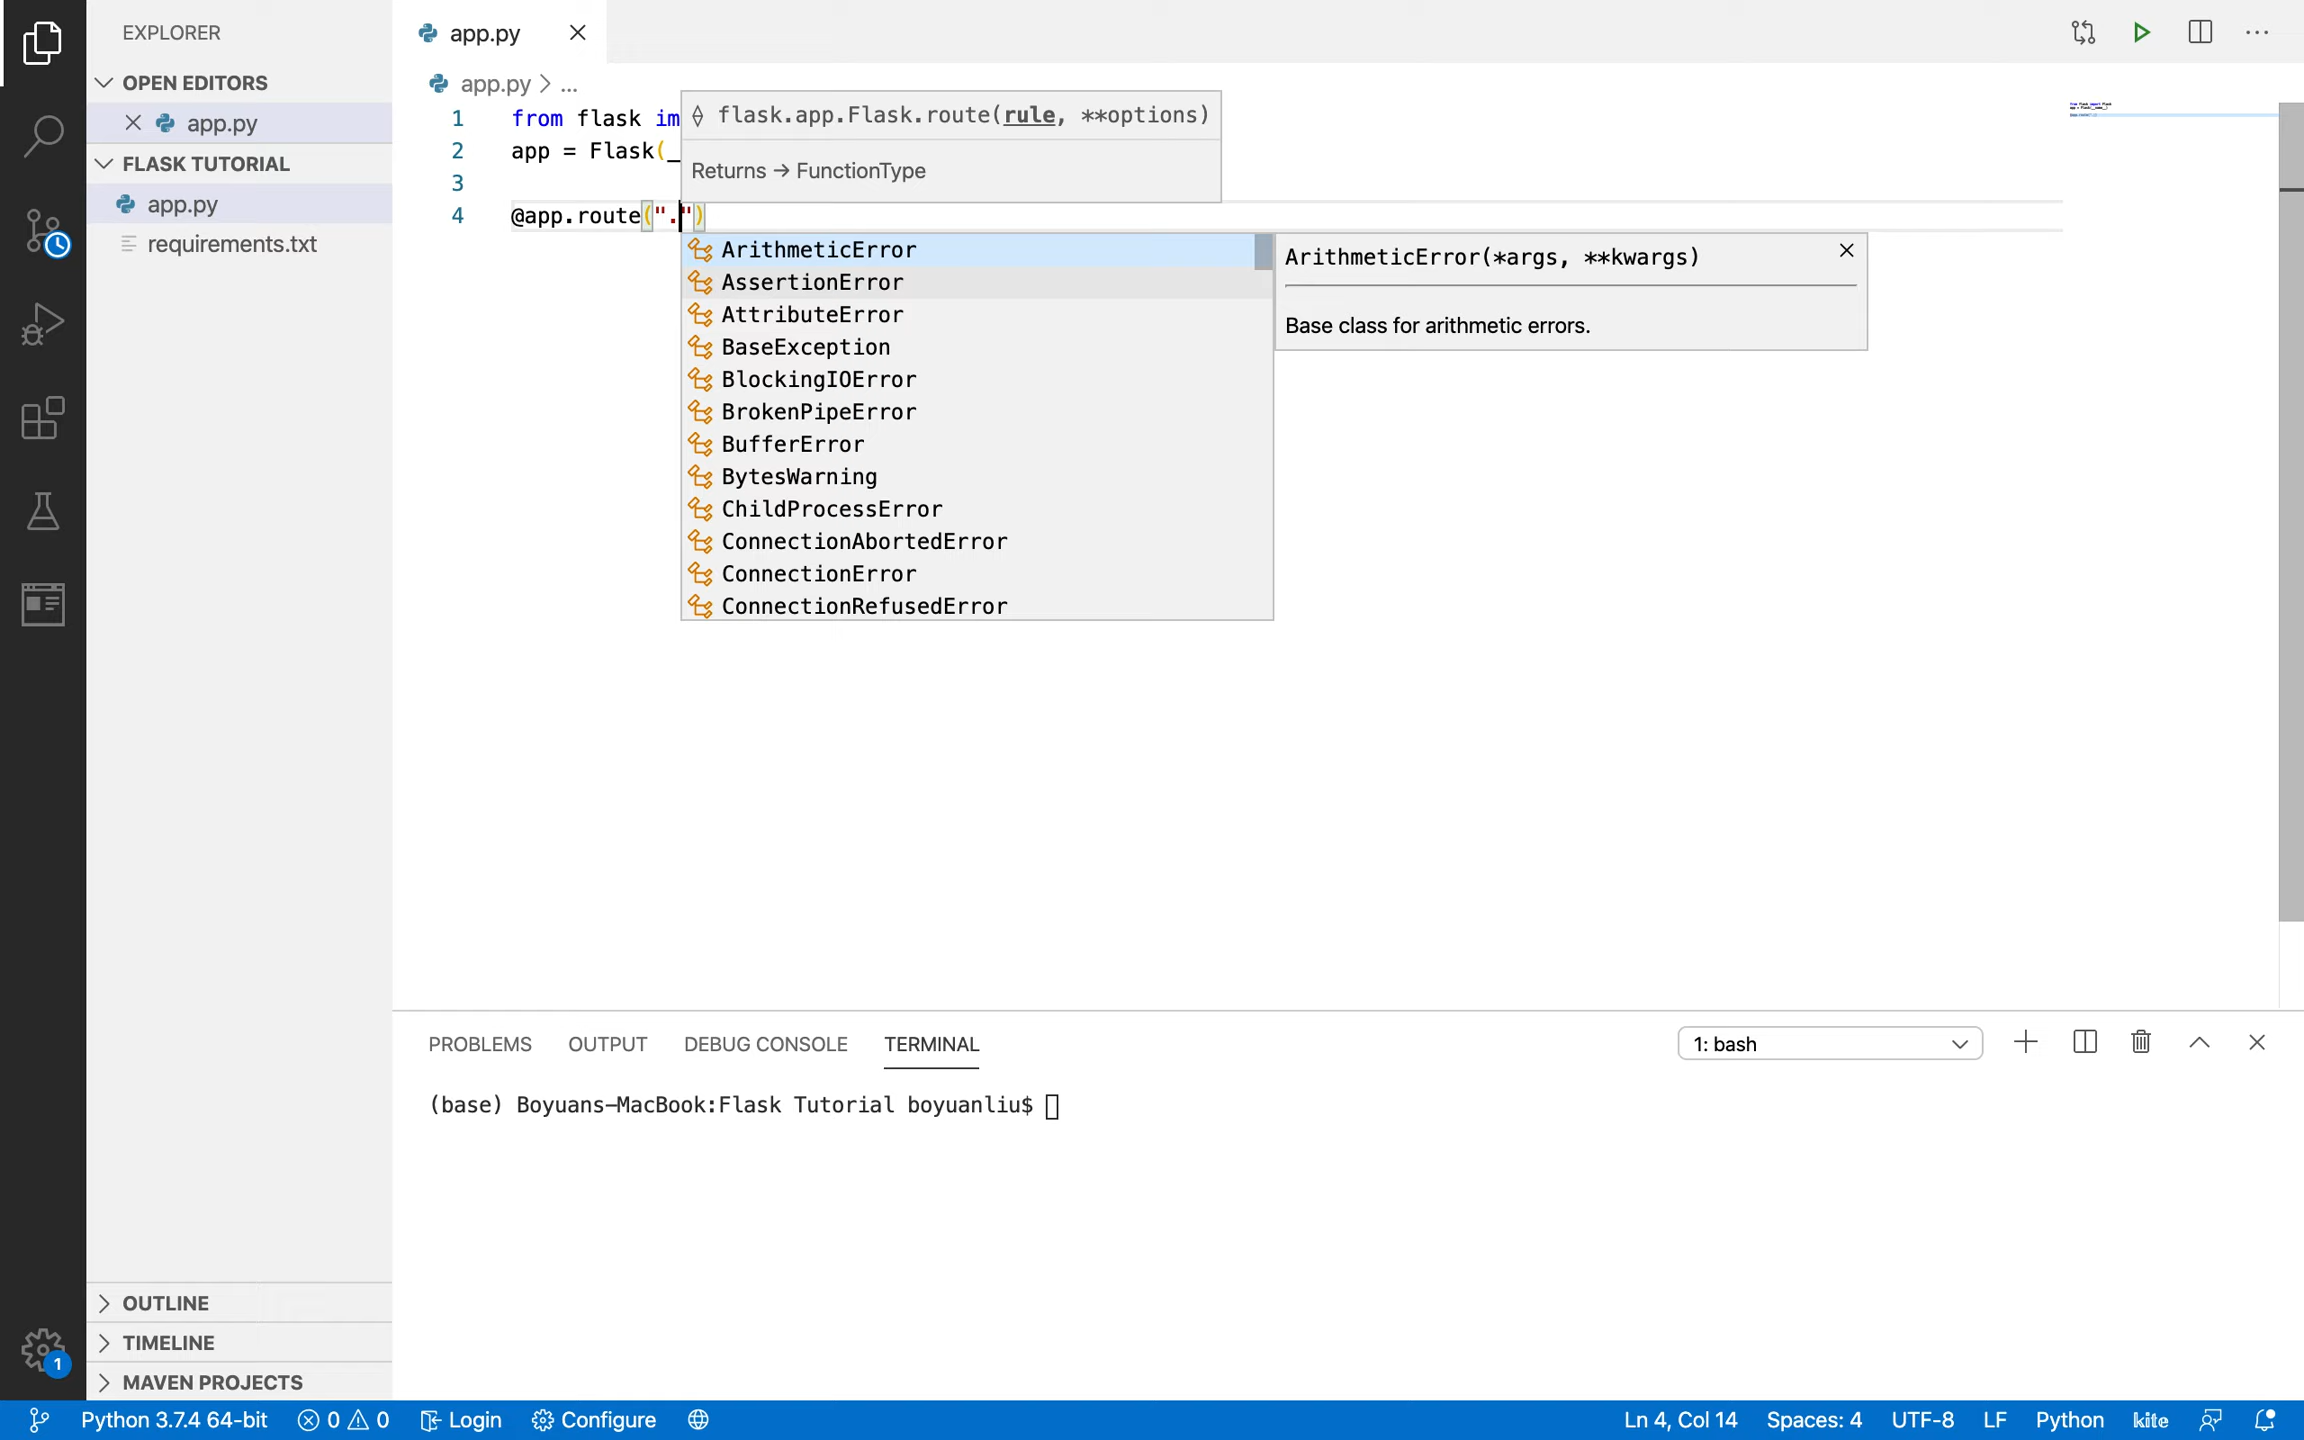 EXPLORER
OPEN EDITORS
app.py
FLASK TUTORIAL
app.py
requirements.txt
OUTLINE
TIMELINE
MAVEN PROJECTS
app.py
app.py > ...
1 from flask im
2 app = Flask(_
3
4 @app.route(".")
flask.app.Flask.route(rule, **options)
Returns → FunctionType
ArithmeticError
AssertionError
AttributeError
BaseException
BlockingIOError
BrokenPipeError
BufferError
BytesWarning
ChildProcessError
ConnectionAbortedError
ConnectionError
ConnectionRefusedError
ArithmeticError(*args, **kwargs)
Base class for arithmetic errors.
PROBLEMS OUTPUT DEBUG CONSOLE TERMINAL 1: bash
(base) Boyuans-MacBook:Flask Tutorial boyuanliu$
1
Python 3.7.4 64-bit 0 0 Login Configure Ln 4, Col 14 Spaces: 4 UTF-8 LF Python kite